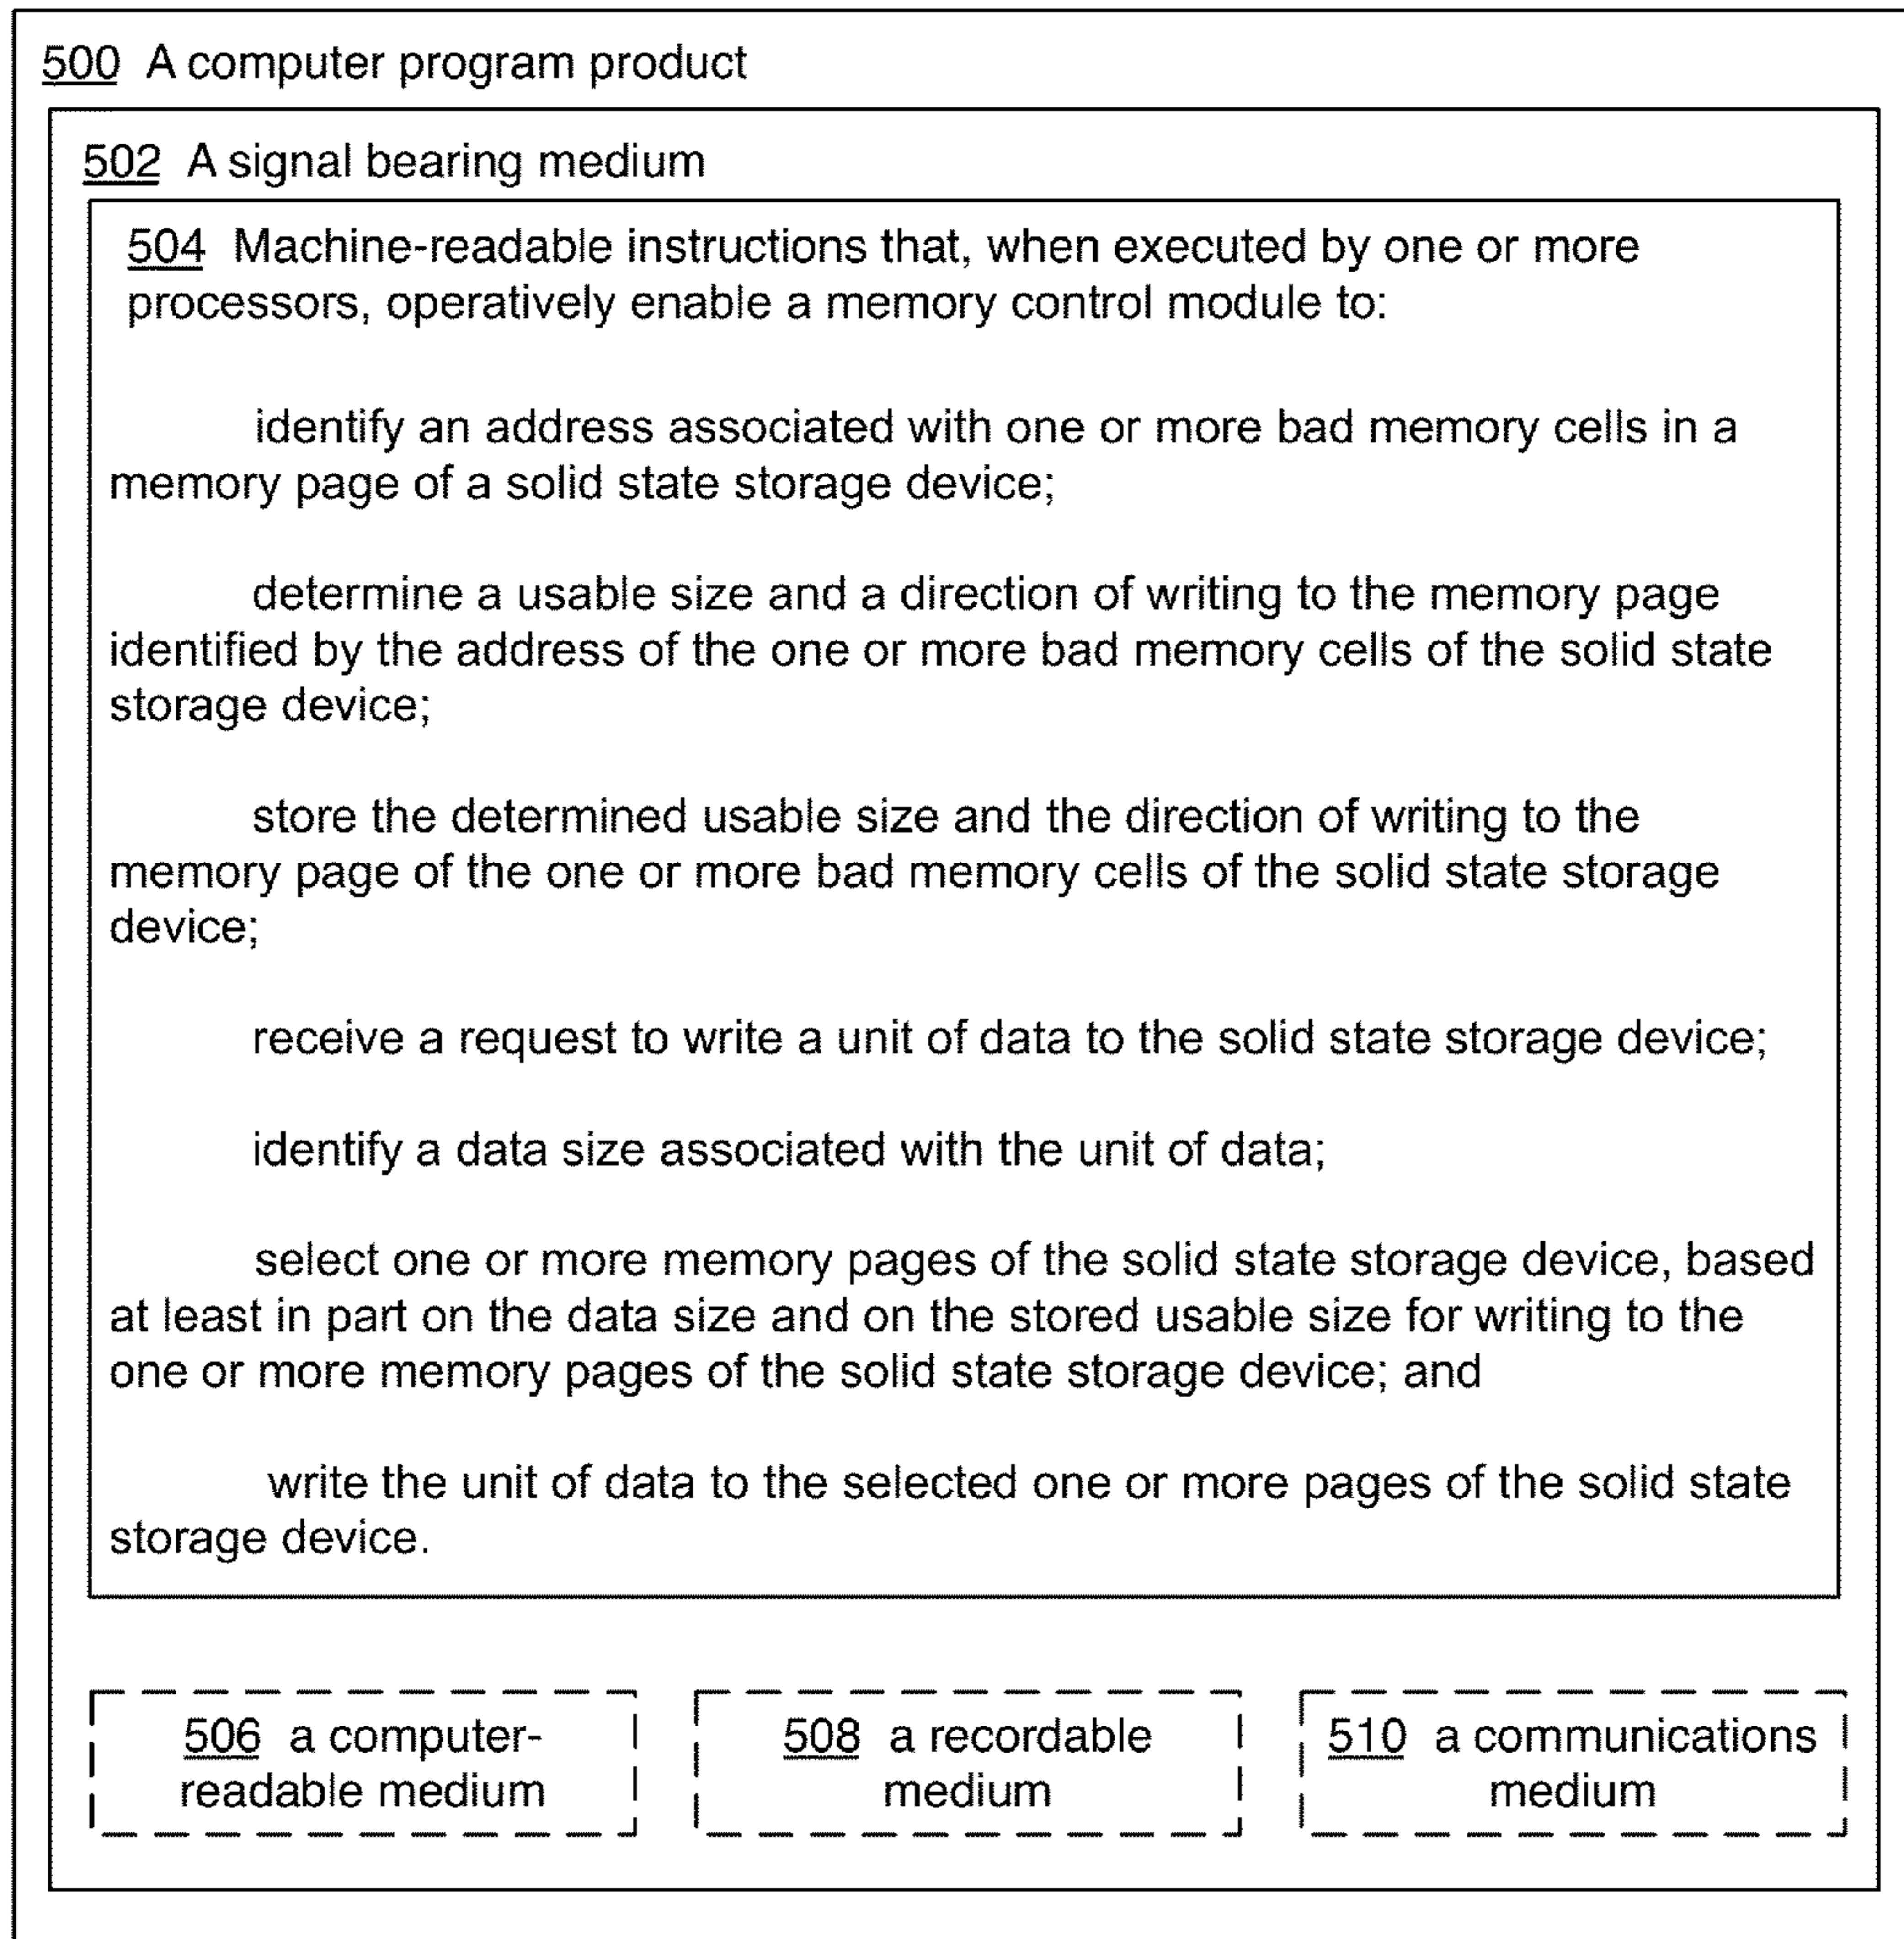 500 A computer program product
502 A signal bearing medium
504 Machine-readable instructions that, when executed by one or more
processors, operatively enable a memory control module to:
identify an address associated with one or more bad memory cells in a
memory page of a solid state storage device;
determine a usable size and a direction of writing to the memory page
identified by the address of the one or more bad memory cells of the solid state
storage device;
store the determined usable size and the direction of writing to the
memory page of the one or more bad memory cells of the solid state storage
device;
receive a request to write a unit of data to the solid state storage device;
identify a data size associated with the unit of data;
select one or more memory pages of the solid state storage device, based
at least in part on the data size and on the stored usable size for writing to the
one or more memory pages of the solid state storage device; and
write the unit of data to the selected one or more pages of the solid state
storage device.
506 a computer-
readable medium
508 a recordable
medium
510 a communications
medium